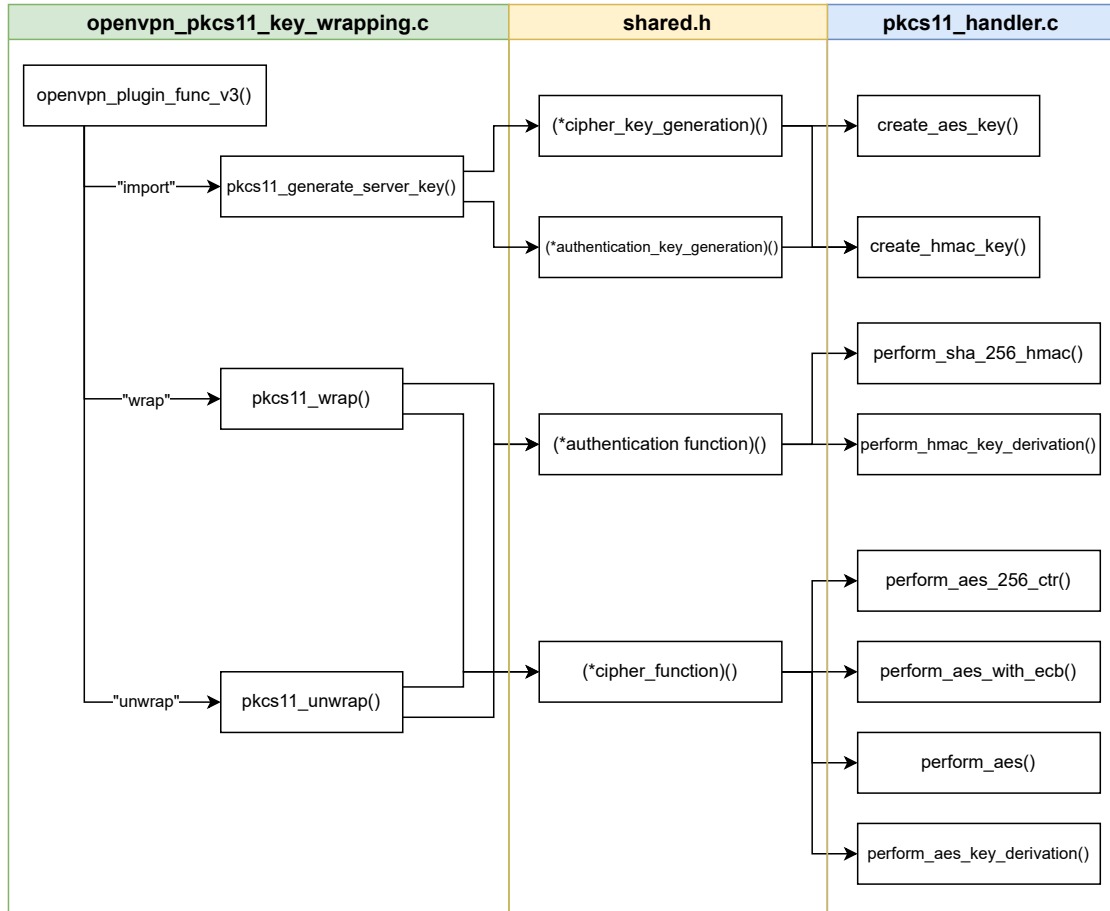 openvpn_pkcs11_key_wrapping.c
shared.h
pkcs11_handler.c
openvpn_plugin_func_v3()
"import"
pkcs11_generate_server_key()
(*cipher_key_generation)()
create_aes_key()
(*authentication_key_generation)()
create_hmac_key()
"wrap"
pkcs11_wrap()
(*authentication function)()
perform_sha_256_hmac()
perform_hmac_key_derivation()
"unwrap"
pkcs11_unwrap()
(*cipher_function)()
perform_aes_256_ctr()
perform_aes_with_ecb()
perform_aes()
perform_aes_key_derivation()